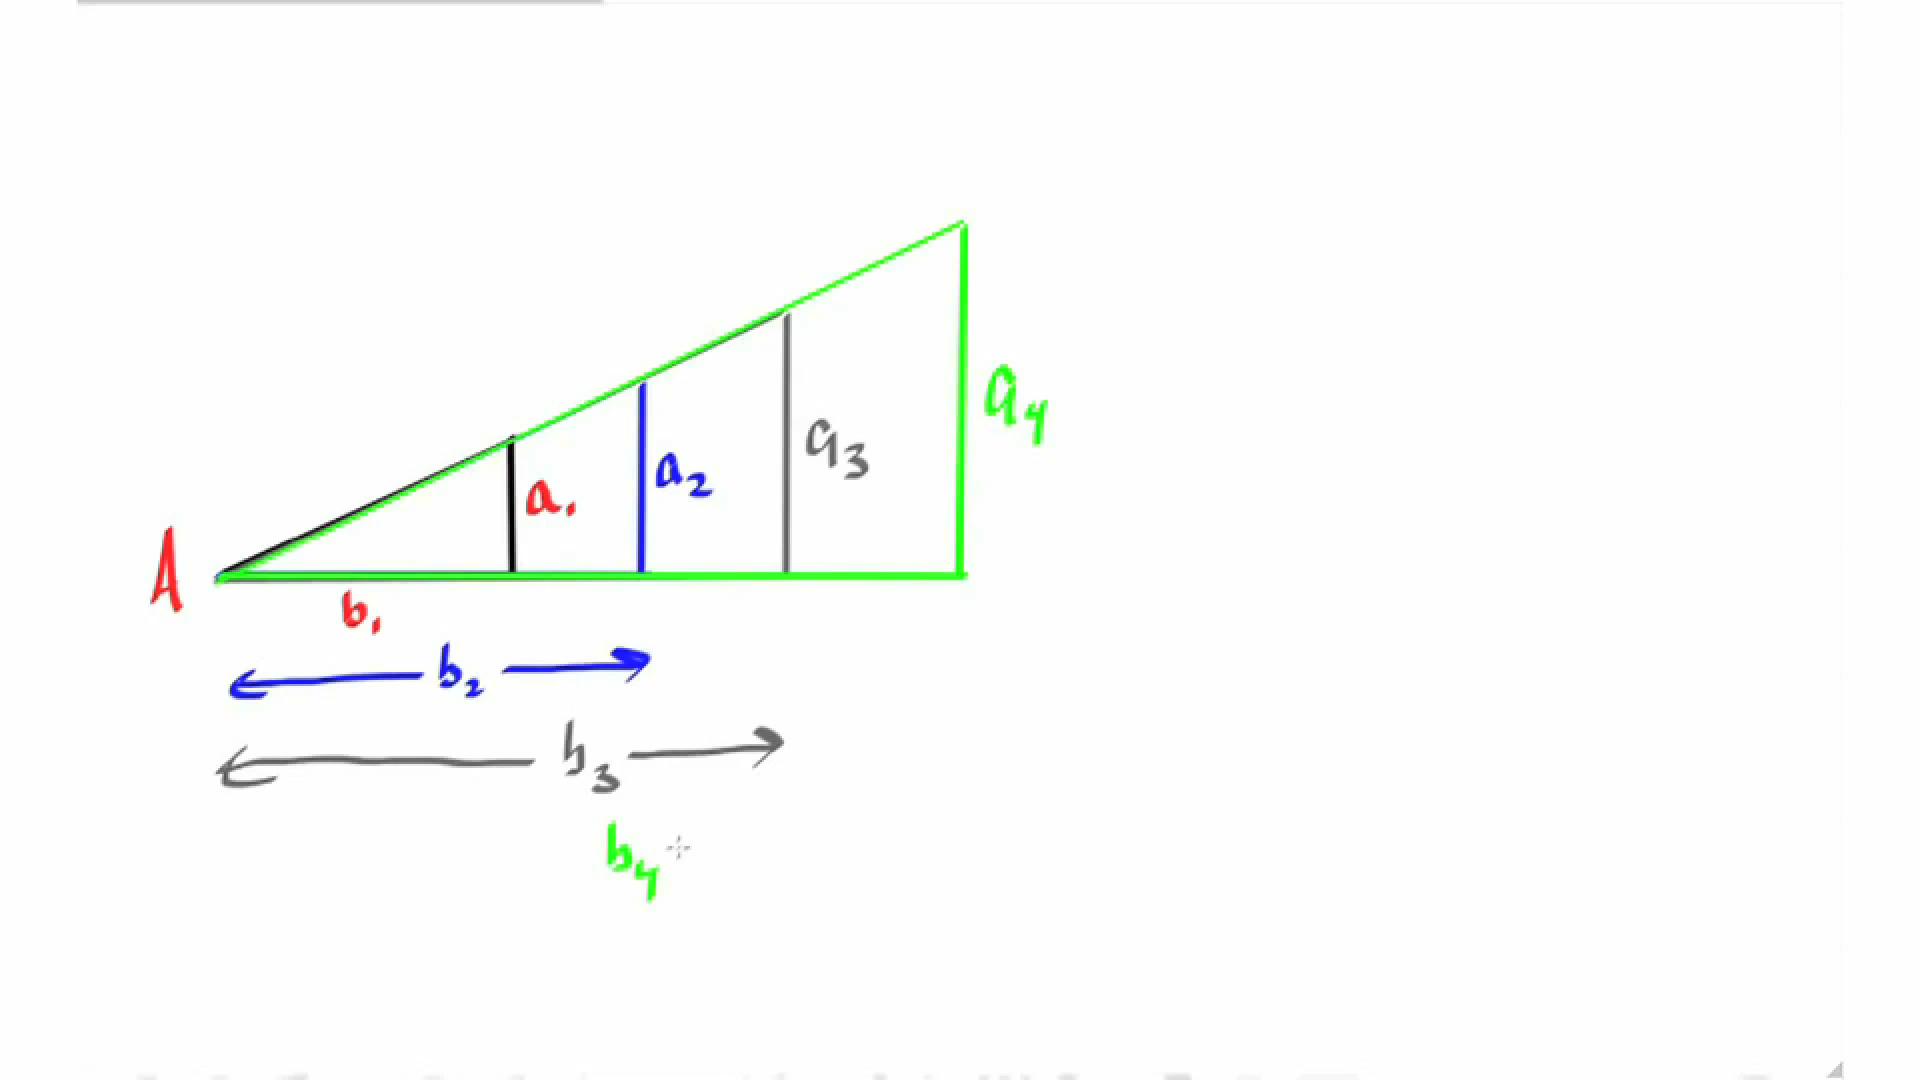 a₄
a₃
a₂
a₁
A
b₁
b₂
b₃
b₄